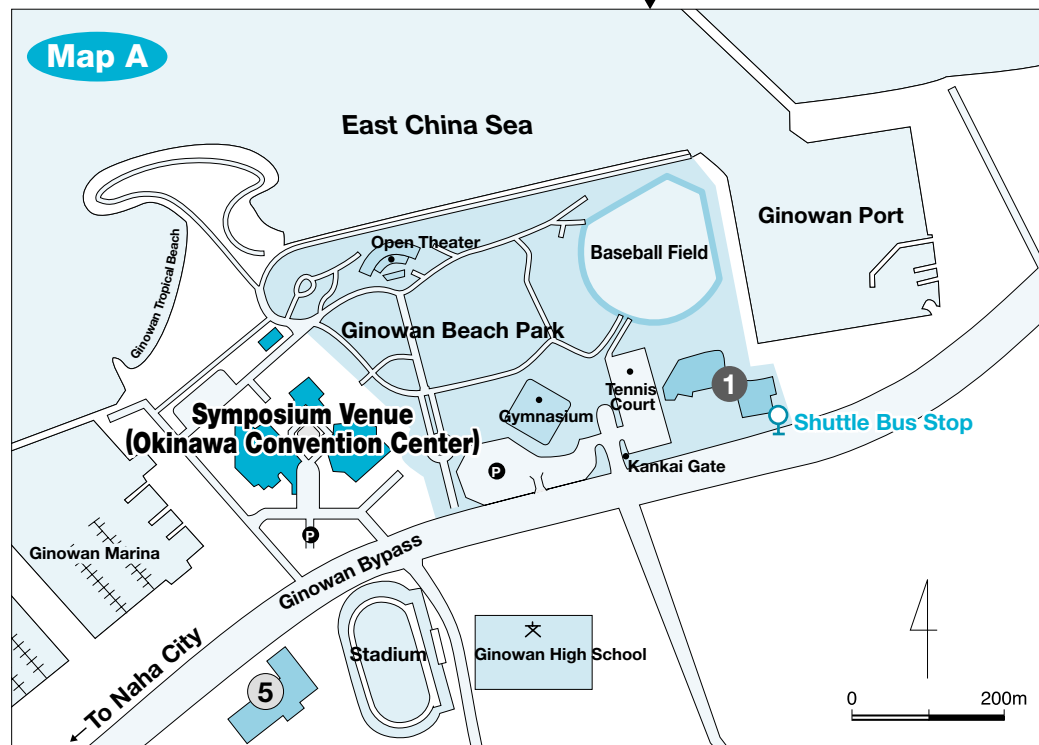 Map A
East China Sea
Ginowan Port
Open Theater
Baseball Field
Ginowan Tropical Beach
Ginowan Beach Park
Tennis
Court
1
Gymnasium
Symposium Venue
(Okinawa Convention Center)
Shuttle Bus Stop
Kankai Gate
P
P
Ginowan Marina
Ginowan Bypass
Stadium
Ginowan High School
5
←To Naha City
0 200m